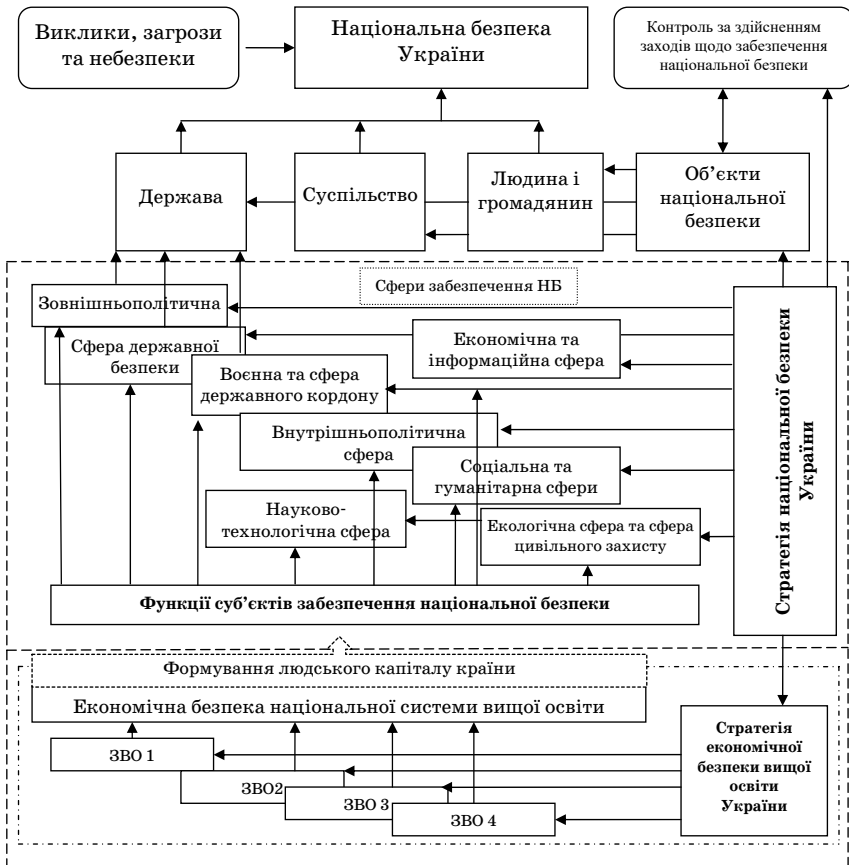 Виклики, загрози
та небезпеки
Національна безпека
України
Контроль за здійсненням
заходів щодо забезпечення
національної безпеки
Держава
Суспільство
Людина і
громадянин
Об’єкти
національної
безпеки
Сфери забезпечення НБ
Зовнішньополітична
Сфера державної
безпеки
Економічна та
інформаційна сфера
Воєнна та сфера
державного кордону
Внутрішньополітична
сфера
Соціальна та
гуманітарна сфери
Науково-
технологічна сфера
Екологічна сфера та сфера
цивільного захисту
Стратегія національної безпеки
України
Функції суб’єктів забезпечення національної безпеки
Формування людського капіталу країни
Економічна безпека національної системи вищої освіти
ЗВО 1
ЗВО2
ЗВО 3
ЗВО 4
Стратегія
економічної
безпеки вищої
освіти
України